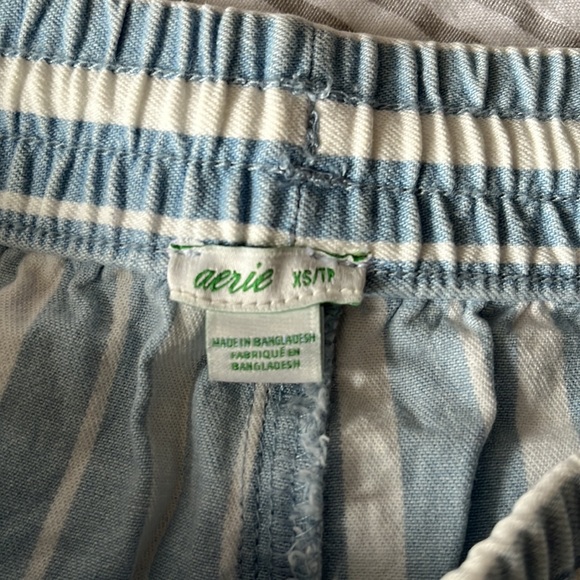 aerie XS/TP
MADE IN BANGLADESH
FABRIQUÉ EN
BANGLADESH